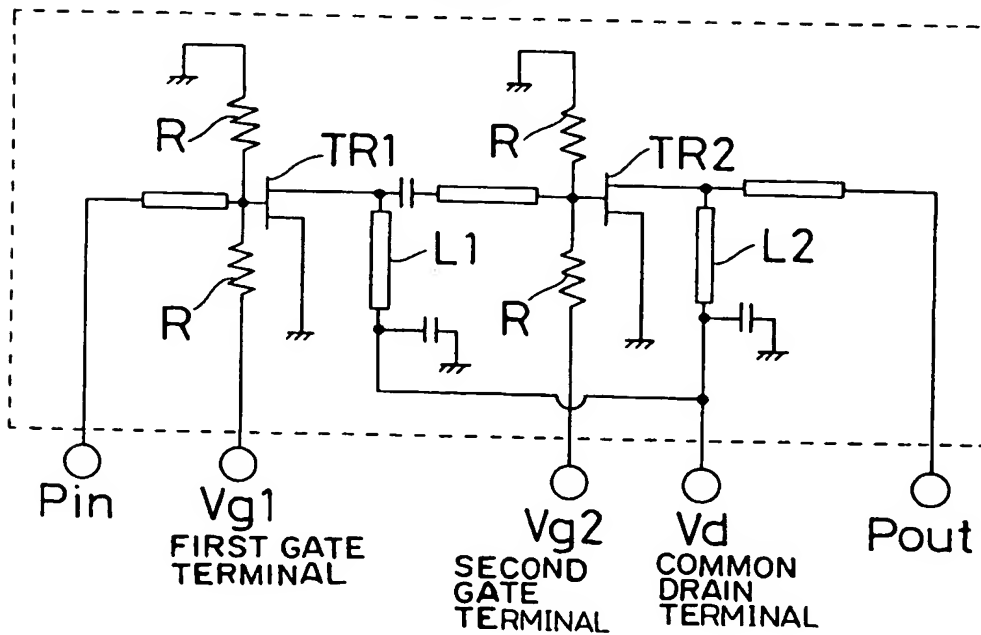 R
TR1
R
TR2
L1
L2
R
R
Pin
Vg1
FIRST GATE
TERMINAL
Vg2
SECOND
GATE
TERMINAL
Vd
COMMON
DRAIN
TERMINAL
Pout